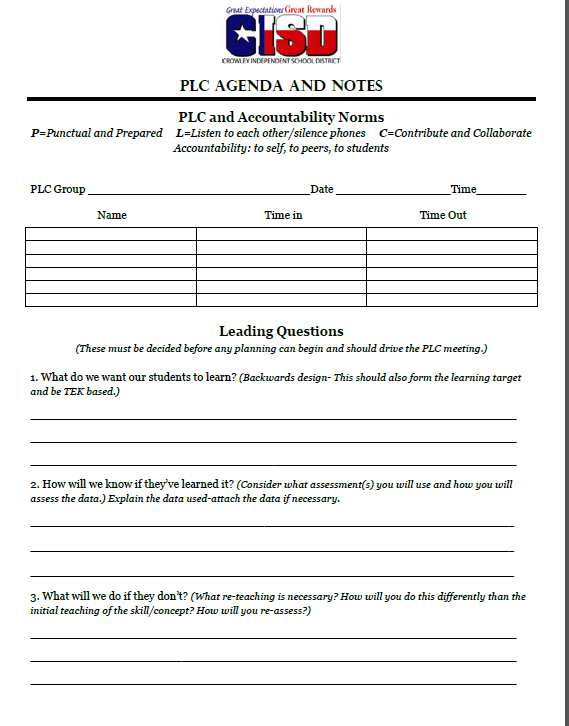 Great Expectations Great Rewards
CISD
CROWLEY INDEPENDENT SCHOOL DISTRICT
PLC AGENDA AND NOTES
PLC and Accountability Norms
P=Punctual and Prepared L=Listen to each other/silence phones C=Contribute and Collaborate
Accountability: to self, to peers, to students
PLC Group ______ Date ______ Time______
Name Time in Time Out
Leading Questions
(These must be decided before any planning can begin and should drive the PLC meeting.)
1. What do we want our students to learn? (Backwards design- This should also form the learning target
and be TEK based.)
2. How will we know if they've learned it? (Consider what assessment(s) you will use and how you will
assess the data.) Explain the data used-attach the data if necessary.
3. What will we do if they don't? (What re-teaching is necessary? How will you do this differently than the
initial teaching of the skill/concept? How will you re-assess?)